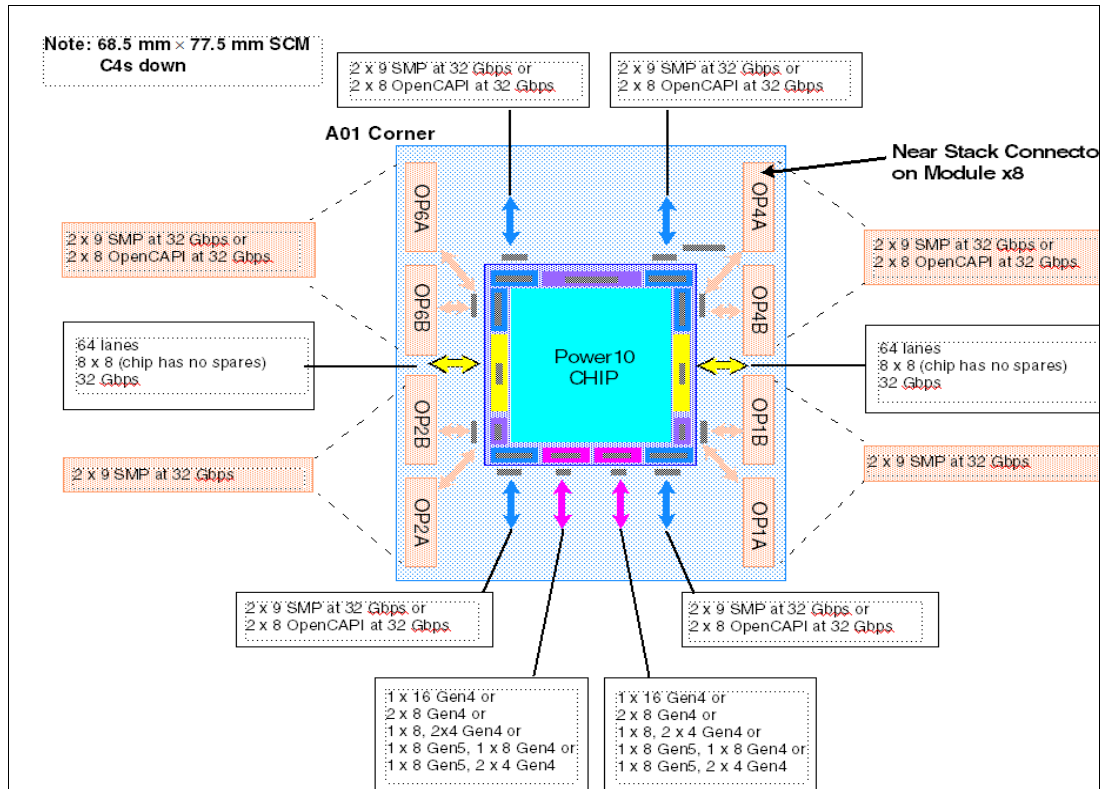 Note: 68.5 mm × 77.5 mm SCM
C4s down
2 x 9 SMP at 32 Gbps or
2 x 8 OpenCAPI at 32 Gbps
2 x 9 SMP at 32 Gbps or
2 x 8 OpenCAPI at 32 Gbps
A01 Corner
Near Stack Connecto
on Module x8
OP6A
OP4A
2 x 9 SMP at 32 Gbps or
2 x 8 OpenCAPI at 32 Gbps
2 x 9 SMP at 32 Gbps or
2 x 8 OpenCAPI at 32 Gbps
OP6B
OP4B
64 lanes
8 x 8 (chip has no spares)
32 Gbps
Power10
CHIP
64 lanes
8 x 8 (chip has no spares)
32 Gbps
OP2B
OP1B
2 x 9 SMP at 32 Gbps
2 x 9 SMP at 32 Gbps
OP2A
OP1A
2 x 9 SMP at 32 Gbps or
2 x 8 OpenCAPI at 32 Gbps
2 x 9 SMP at 32 Gbps or
2 x 8 OpenCAPI at 32 Gbps
1 x 16 Gen4 or
2 x 8 Gen4 or
1 x 8, 2x4 Gen4 or
1 x 8 Gen5, 1 x 8 Gen4 or
1 x 8 Gen5, 2 x 4 Gen4
1 x 16 Gen4 or
2 x 8 Gen4 or
1 x 8, 2 x 4 Gen4 or
1 x 8 Gen5, 1 x 8 Gen4 or
1 x 8 Gen5, 2 x 4 Gen4